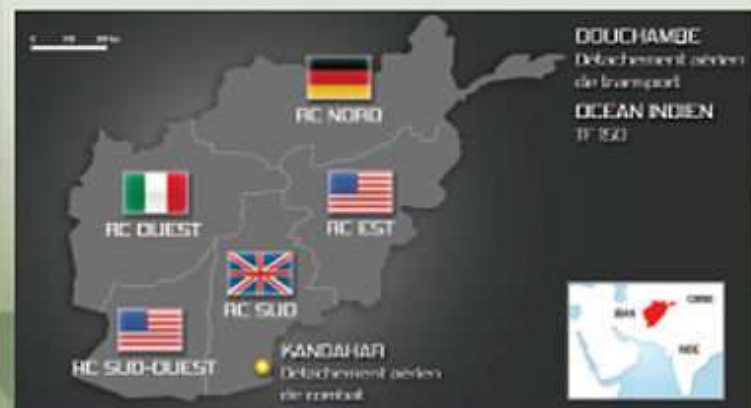 DOUCHAMBE
Détachement aérien
de transport
OCEAN INDIEN
TF 150
RC NORD
RC OUEST
RC EST
RC SUD
RC SUD-OUEST
KANDAHAR
Détachement aérien
de combat
IRAN
INDE